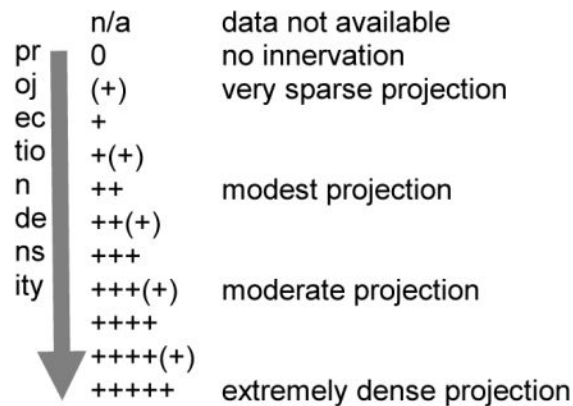 n/a data not available
pr 0 no innervation
oj (+) very sparse projection
ec +
tio +(+)
n ++ modest projection
de ++(+)
ns +++
ity +++(+) moderate projection
++++
++++(+)
+++++ extremely dense projection